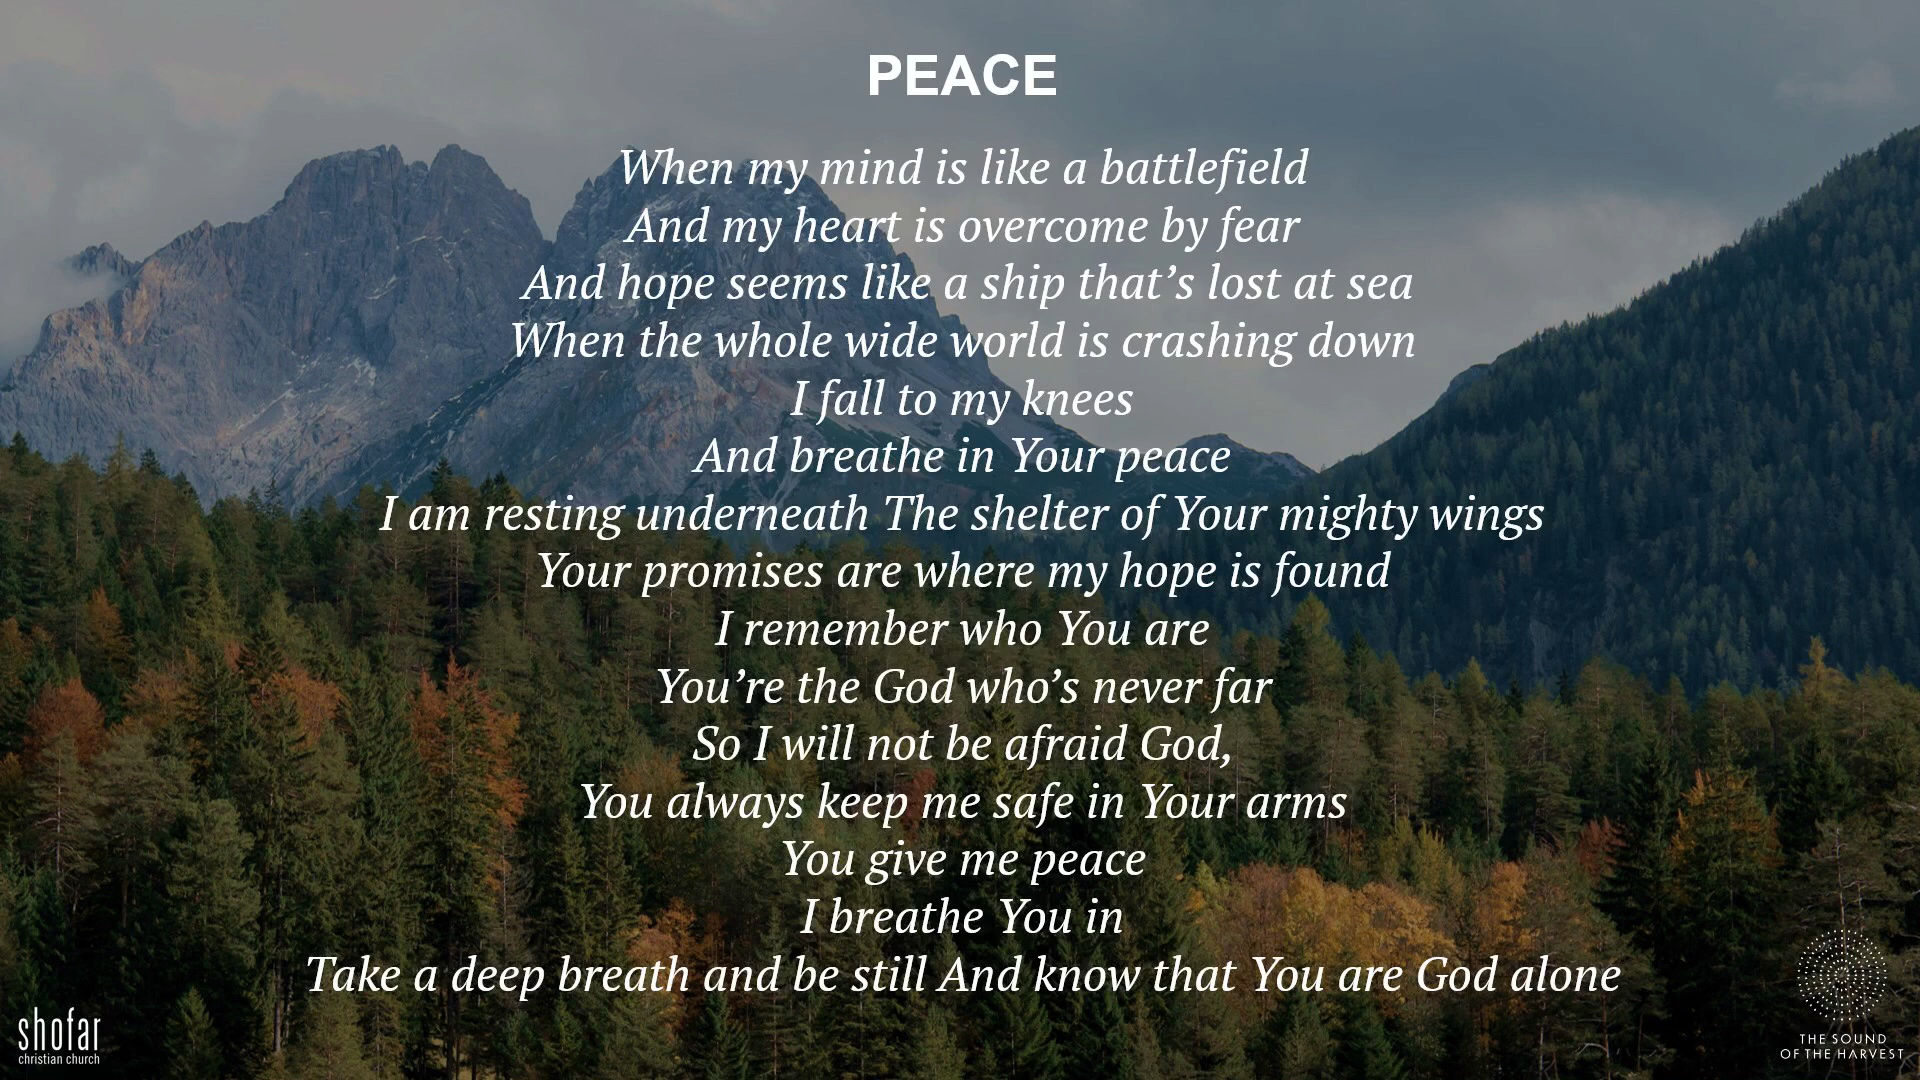 PEACE
When my mind is like a battlefield
And my heart is overcome by fear
And hope seems like a ship that’s lost at sea
When the whole wide world is crashing down
I fall to my knees
And breathe in Your peace
I am resting underneath The shelter of Your mighty wings
Your promises are where my hope is found
I remember who You are
You’re the God who’s never far
So I will not be afraid God,
You always keep me safe in Your arms
You give me peace
I breathe You in
Take a deep breath and be still And know that You are God alone
shofar
christian church
THE SOUND
OF THE HARVEST